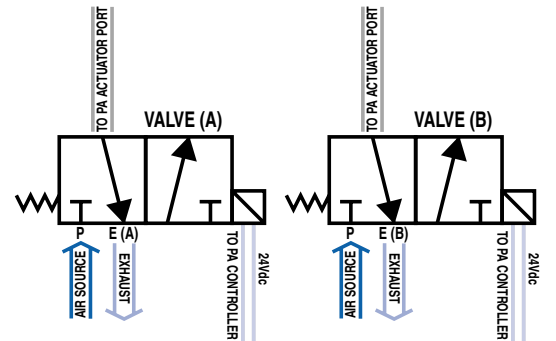 TO PA ACTUATOR PORT
VALVE (A)
P
E (A)
AIR SOURCE
EXHAUST
TO PA CONTROLLER
24Vdc
TO PA ACTUATOR PORT
VALVE (B)
P
E (B)
AIR SOURCE
EXHAUST
TO PA CONTROLLER
24Vdc